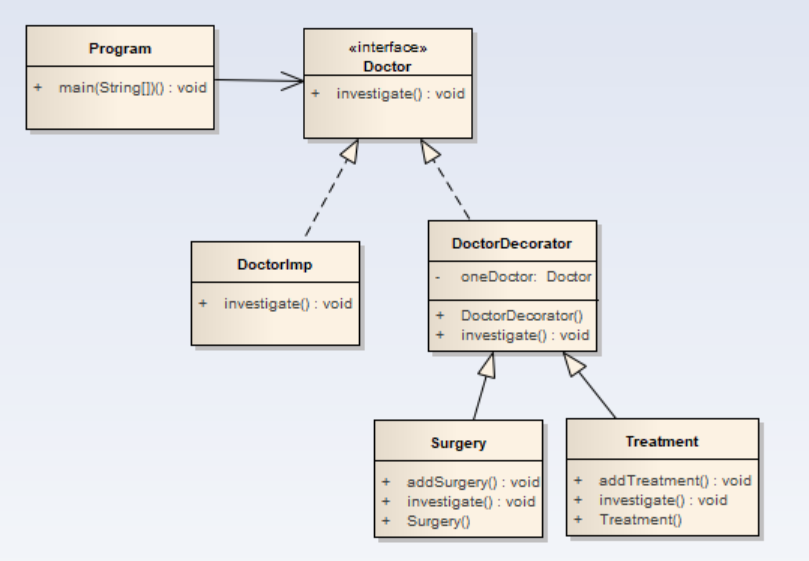 Program
+ main(String[])() : void
«interface»
Doctor
+ investigate() : void
DoctorImp
+ investigate() : void
DoctorDecorator
- oneDoctor: Doctor
+ DoctorDecorator()
+ investigate() : void
Surgery
+ addSurgery() : void
+ investigate() : void
+ Surgery()
Treatment
+ addTreatment() : void
+ investigate() : void
+ Treatment()